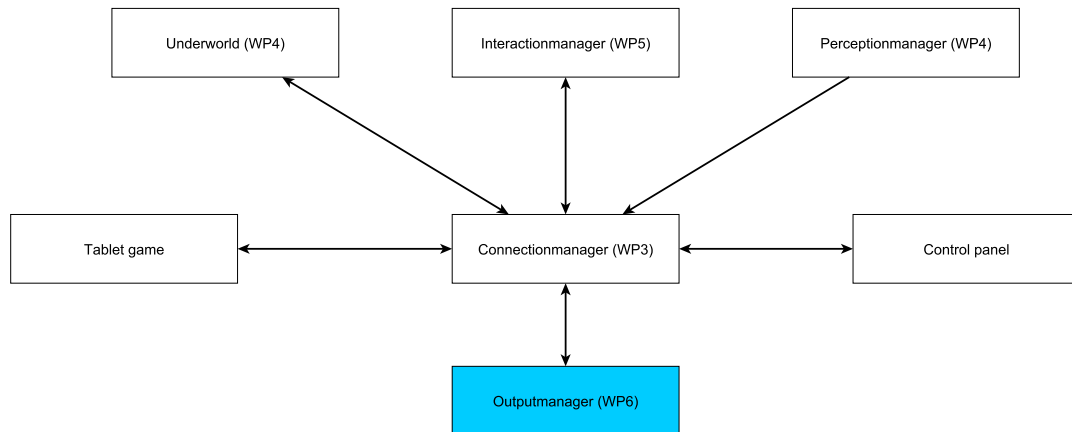 Underworld (WP4)
Interactionmanager (WP5)
Perceptionmanager (WP4)
Tablet game
Connectionmanager (WP3)
Control panel
Outputmanager (WP6)